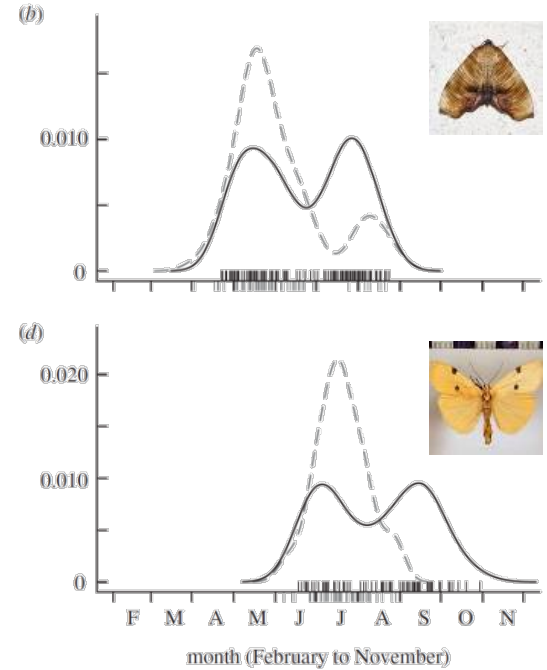 (b)
0.010
0
(d)
0.020
0.010
0
F M A M J J A S O N
month (February to November)